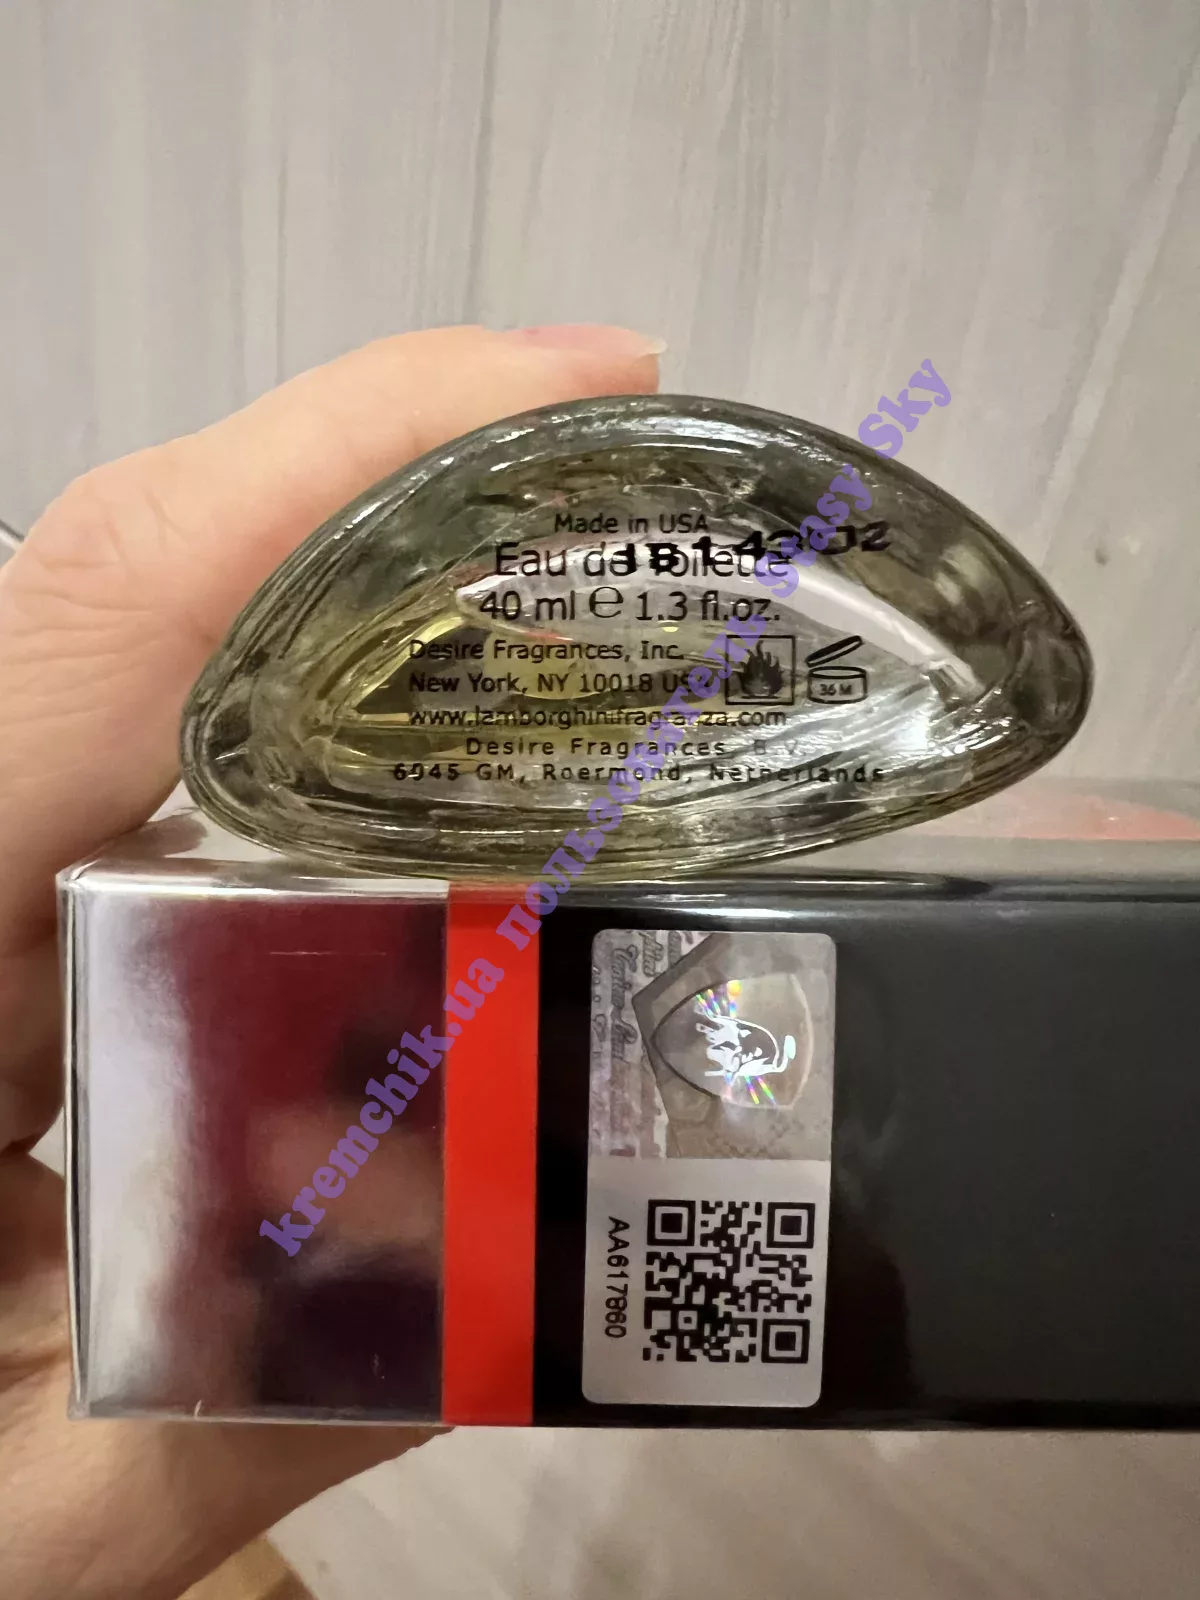 Made in USA
Eau de Toilette
40 ml ℮ 1.3 fl.oz.
Desire Fragrances, Inc.
New York, NY 10018 USA
36 M
www.lamborghinifragranza.com
Desire Fragrances B.V.
6045 GM, Roermond, Netherlands
AA617860
kremchik.ua пользователь Stasy Sky